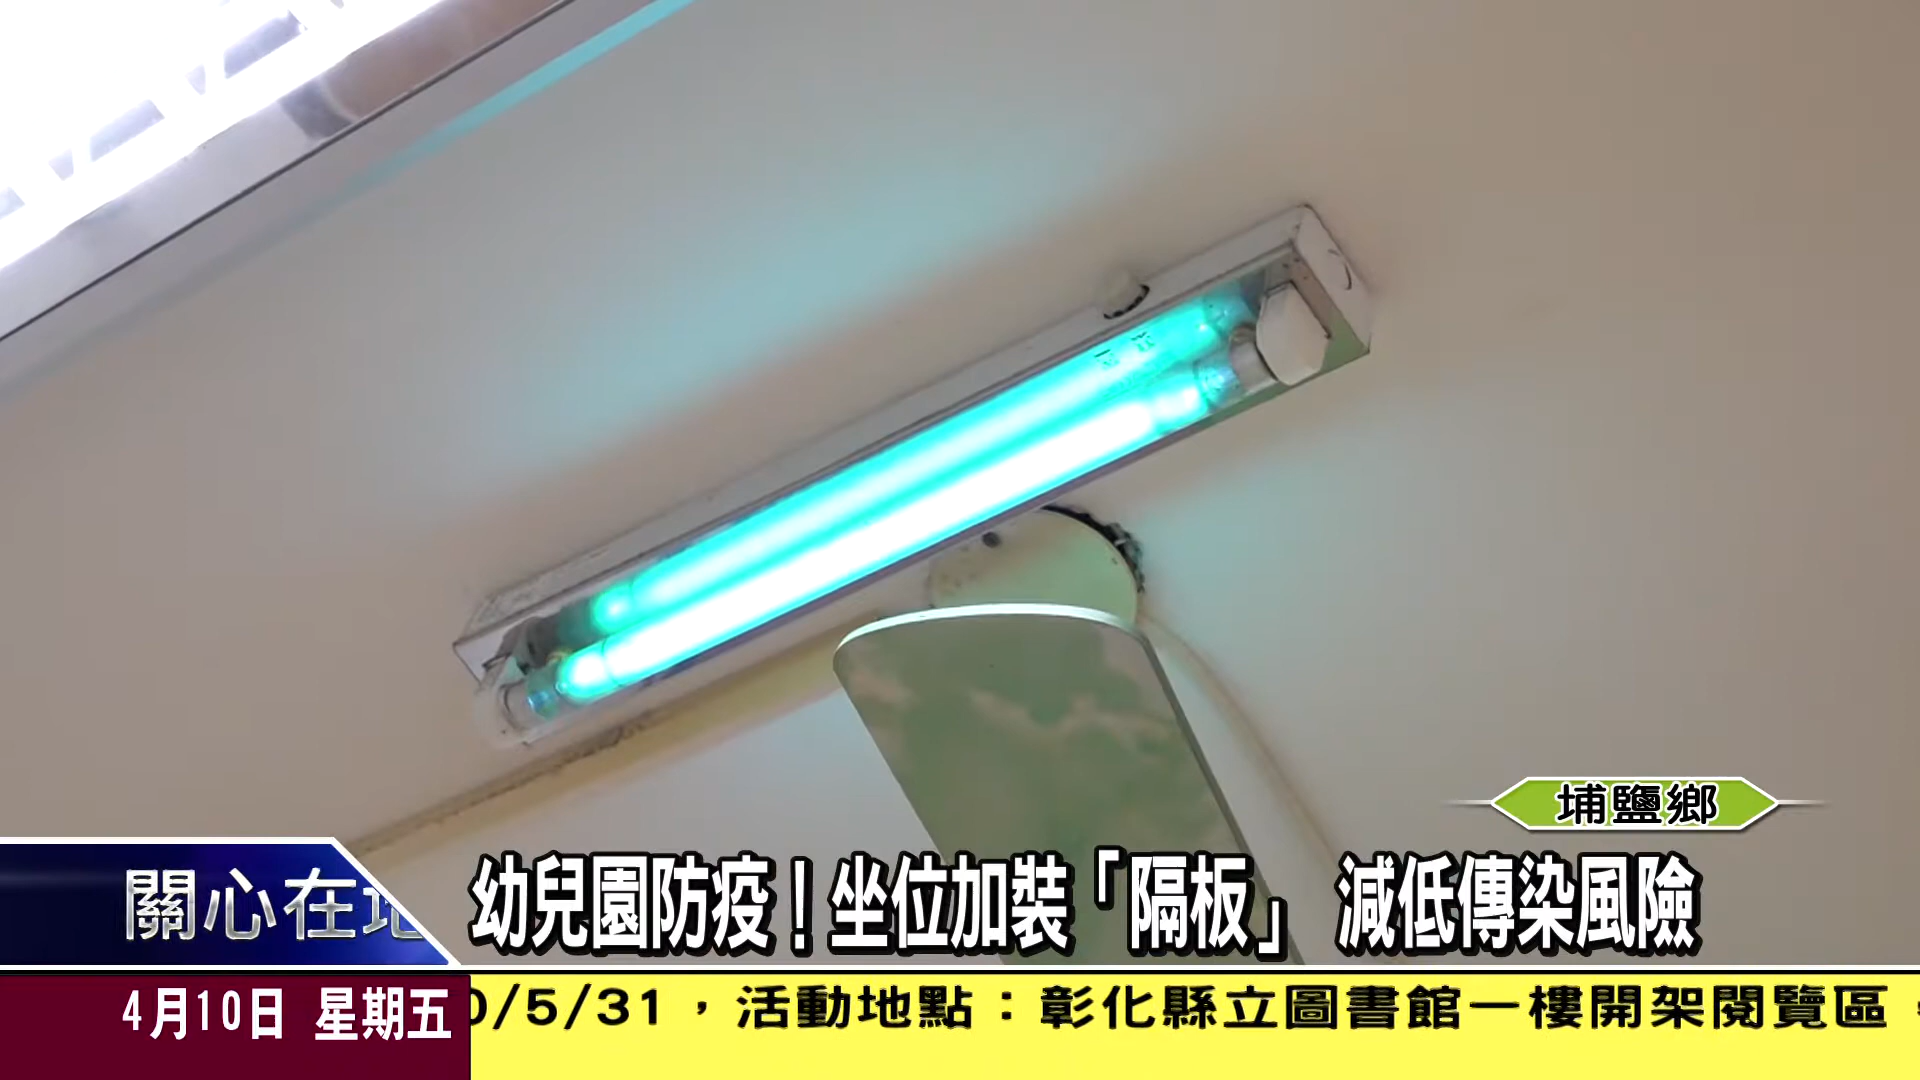 埔鹽鄉
關心在地
幼兒園防疫！坐位加裝「隔板」 減低傳染風險
4月10日 星期五
0/5/31，活動地點：彰化縣立圖書館一樓開架閱覽區